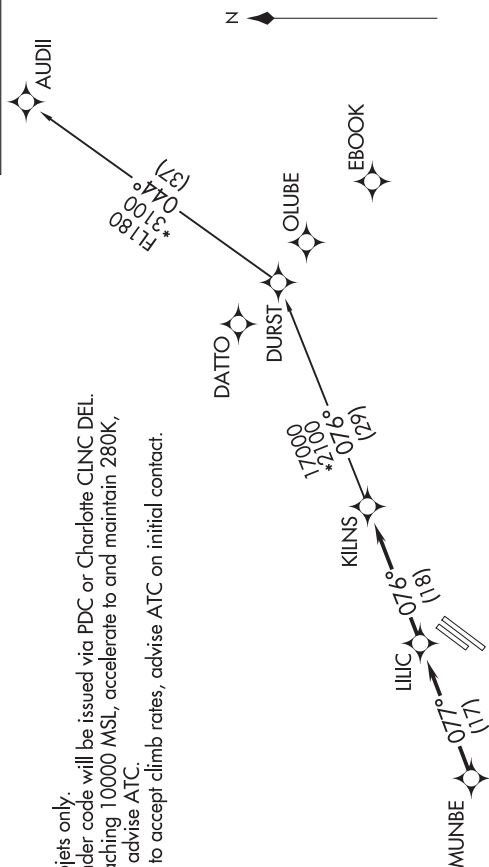 jets only.
nder code will be issued via PDC or Charlotte CLNC DEL.
aching 10000 MSL, accelerate to and maintain 280K,
advise ATC.
to accept climb rates, advise ATC on initial contact.
N
AUDII
FL180
*3100
044°
(37)
EBOOK
OLUBE
DURST
DATTO
17000
*2100
076°
(29)
KILNS
076°
(18)
LILIC
077°
(17)
MUNBE